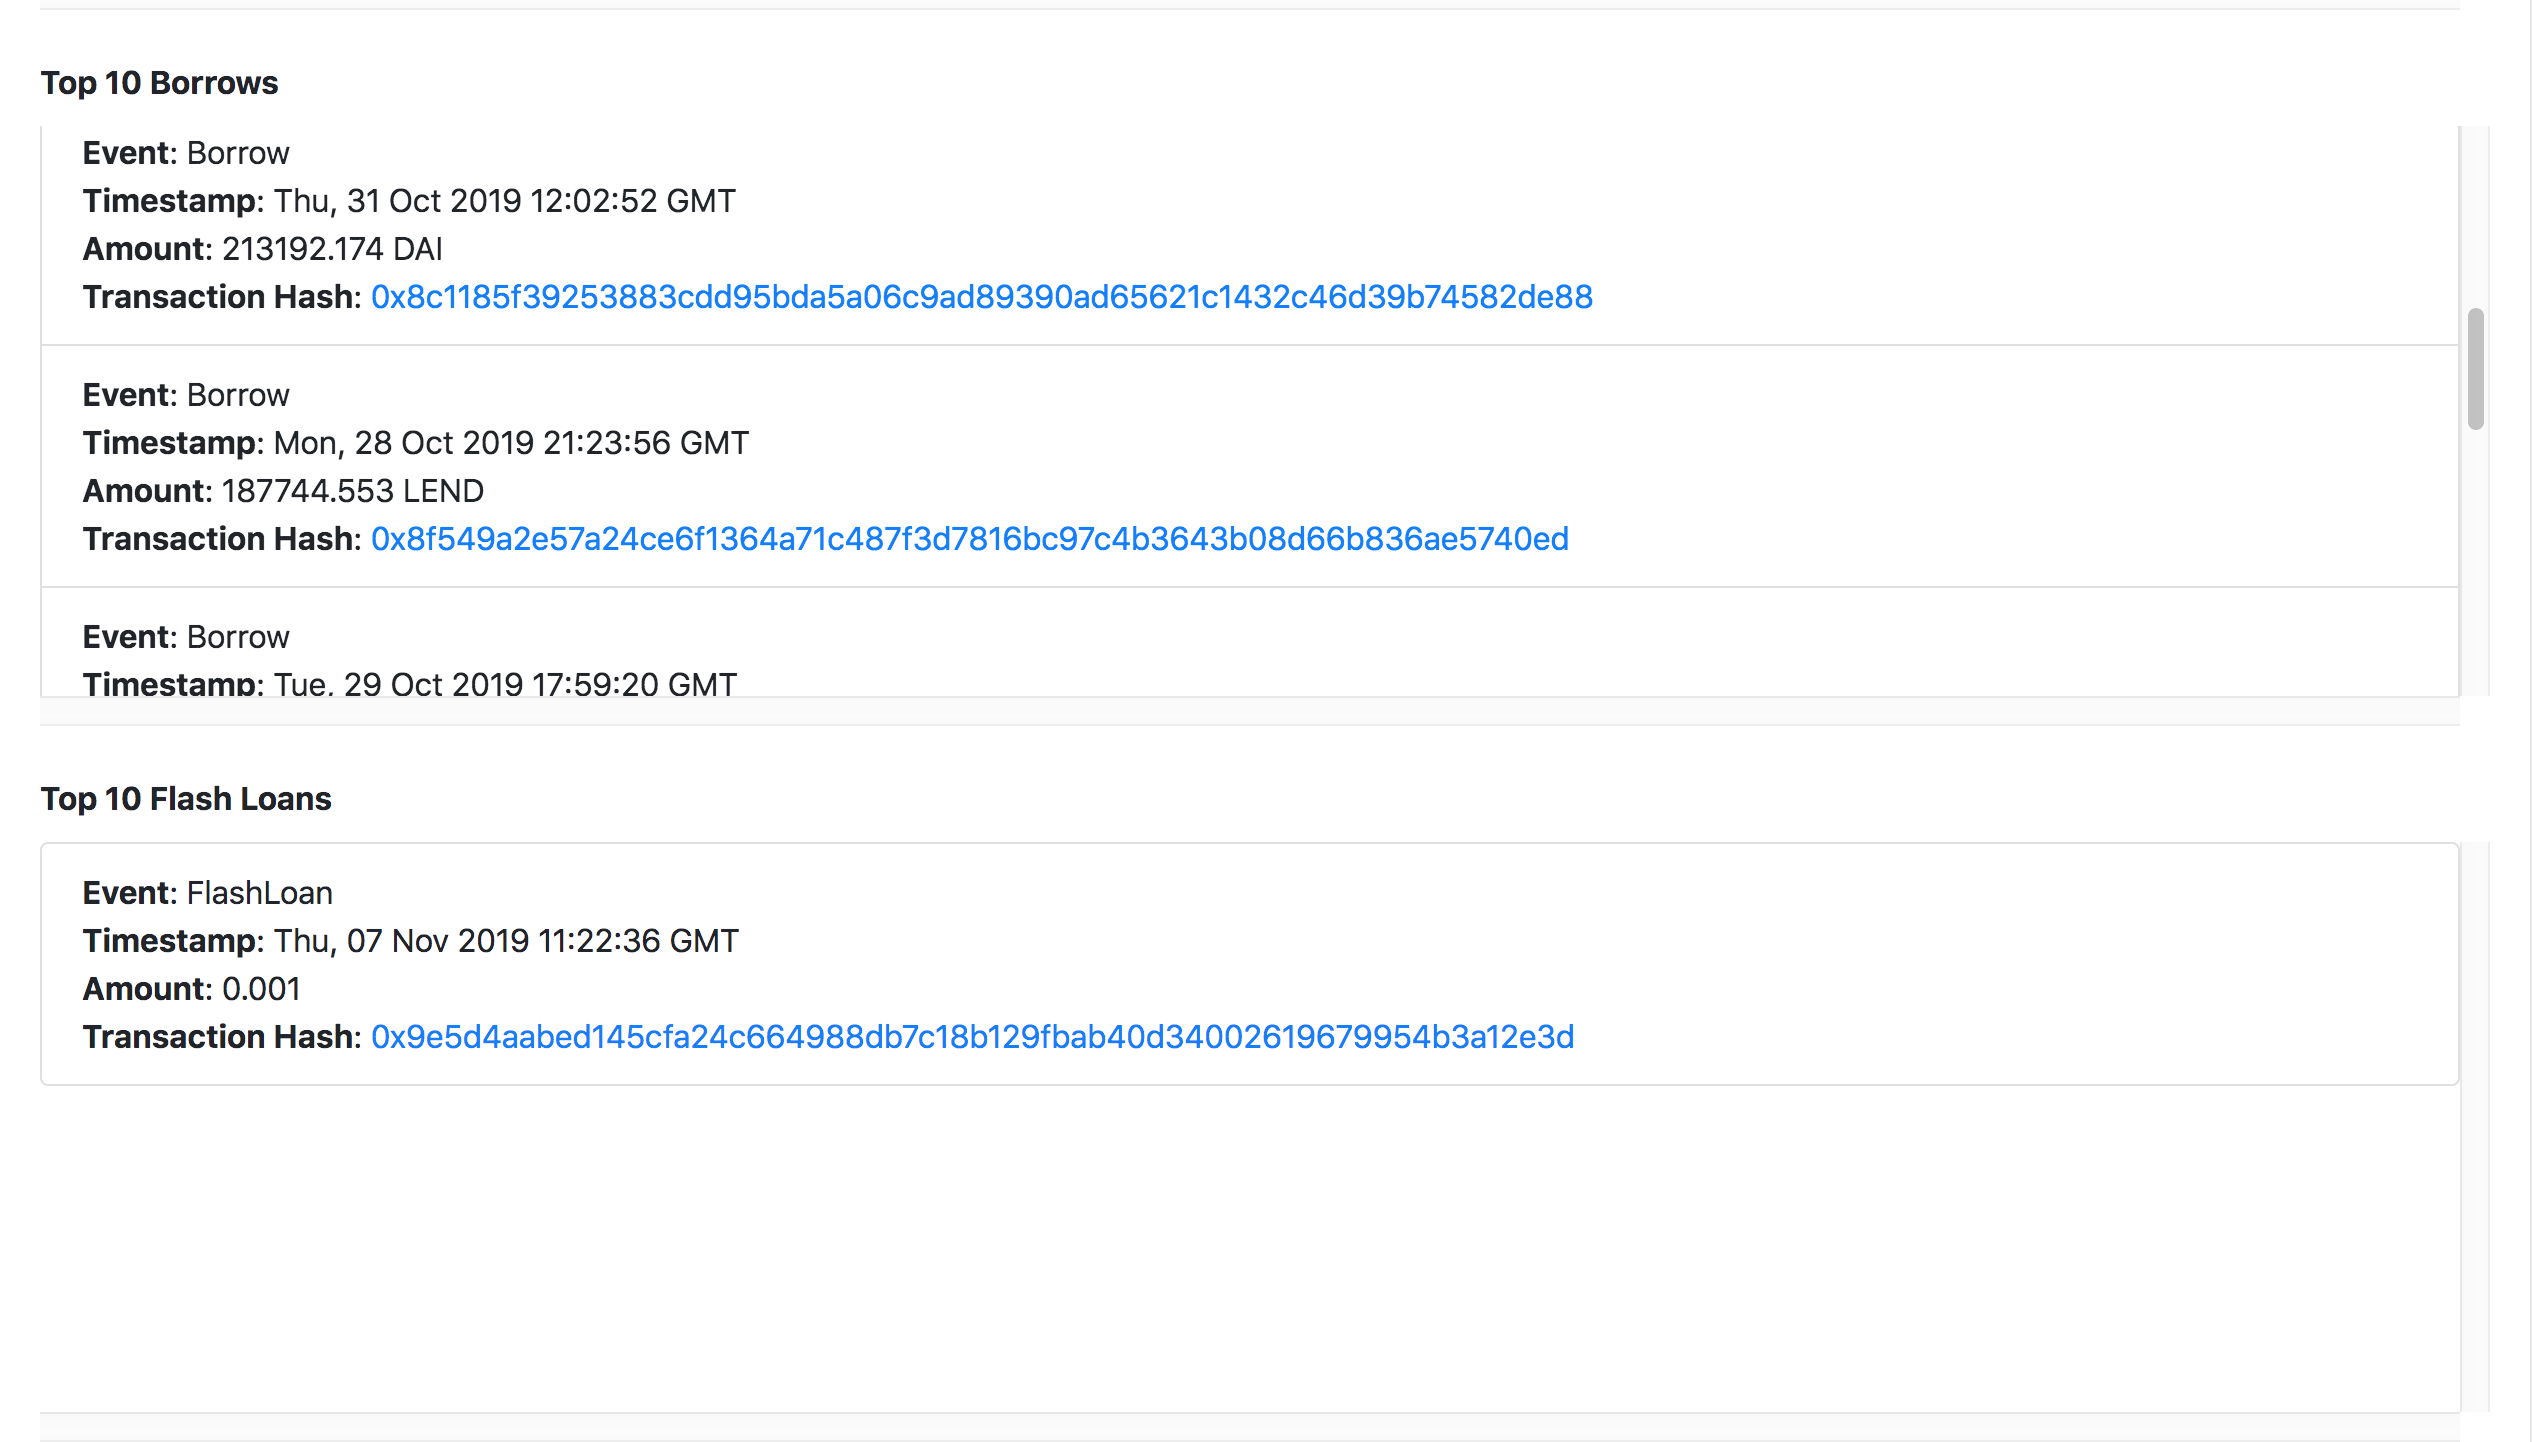 Top 10 Borrows
Event: Borrow
Timestamp: Thu, 31 Oct 2019 12:02:52 GMT
Amount: 213192.174 DAI
Transaction Hash: 0x8c1185f39253883cdd95bda5a06c9ad89390ad65621c1432c46d39b74582de88
Event: Borrow
Timestamp: Mon, 28 Oct 2019 21:23:56 GMT
Amount: 187744.553 LEND
Transaction Hash: 0x8f549a2e57a24ce6f1364a71c487f3d7816bc97c4b3643b08d66b836ae5740ed
Event: Borrow
Timestamp: Tue, 29 Oct 2019 17:59:20 GMT
Top 10 Flash Loans
Event: FlashLoan
Timestamp: Thu, 07 Nov 2019 11:22:36 GMT
Amount: 0.001
Transaction Hash: 0x9e5d4aabed145cfa24c664988db7c18b129fbab40d34002619679954b3a12e3d